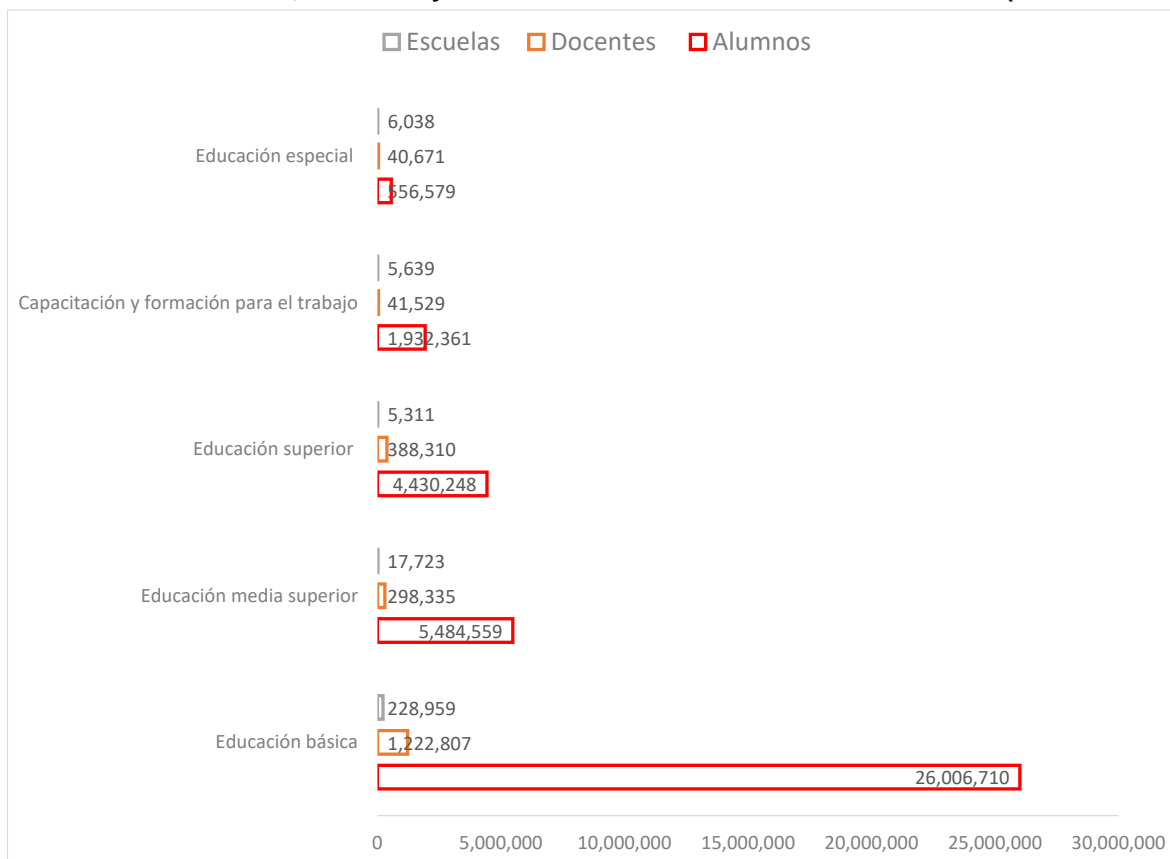 Escuelas Docentes Alumnos
6,038
Educación especial 40,671
556,579
5,639
Capacitación y formación para el trabajo 41,529
1,932,361
5,311
Educación superior 388,310
4,430,248
17,723
Educación media superior 298,335
5,484,559
228,959
Educación básica 1,222,807
26,006,710
0 5,000,000 10,000,000 15,000,000 20,000,000 25,000,000 30,000,000